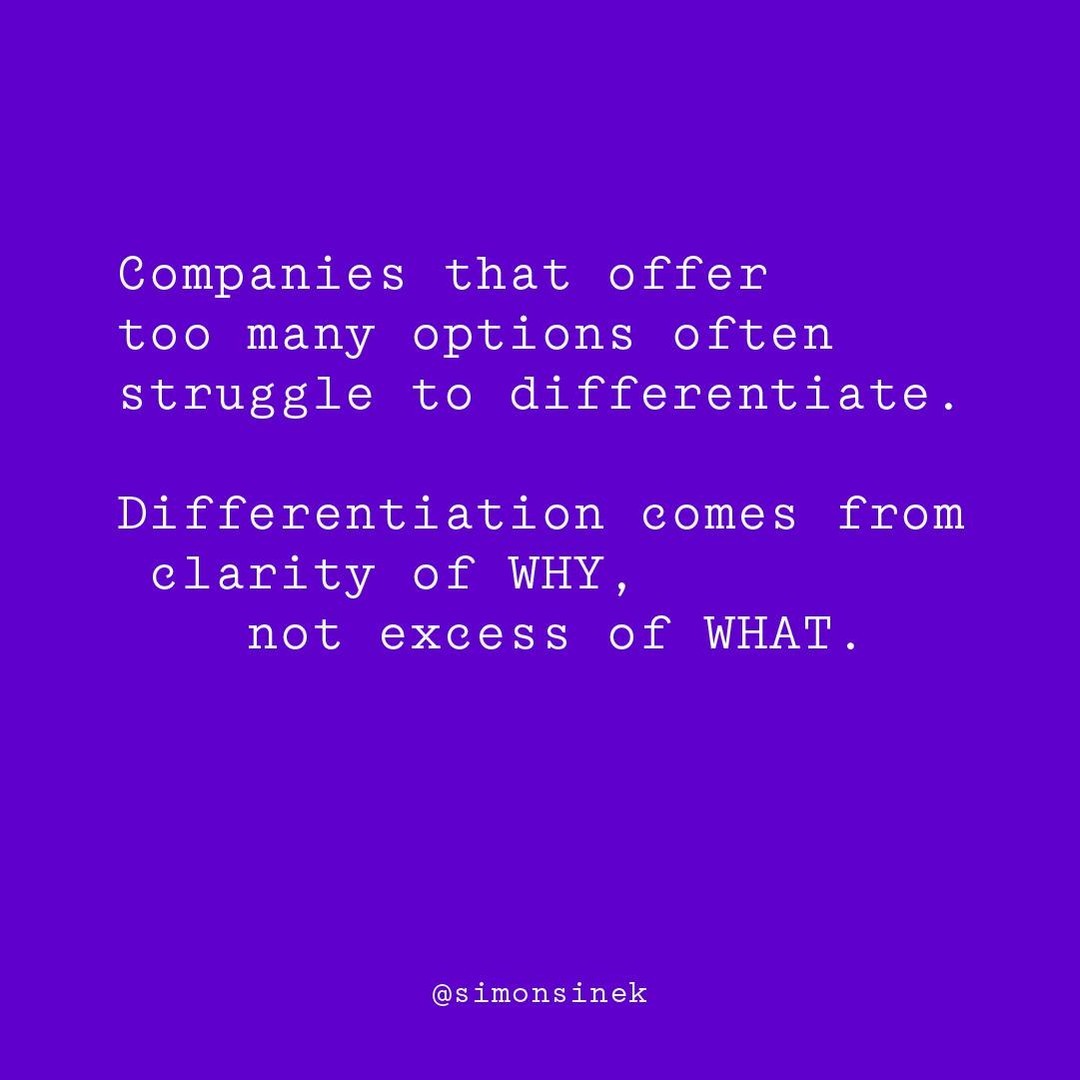 Companies that offer
too many options often
struggle to differentiate.
Differentiation comes from
clarity of WHY,
not excess of WHAT.
@simonsinek